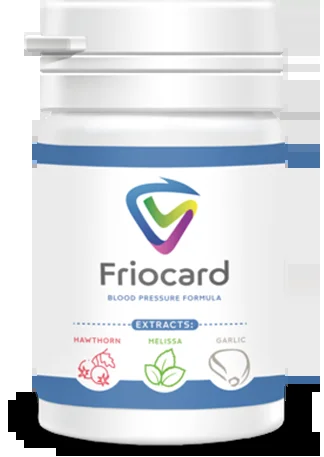 Friocard
BLOOD PRESSURE FORMULA
EXTRACTS:
HAWTHORN MELISSA GARLIC